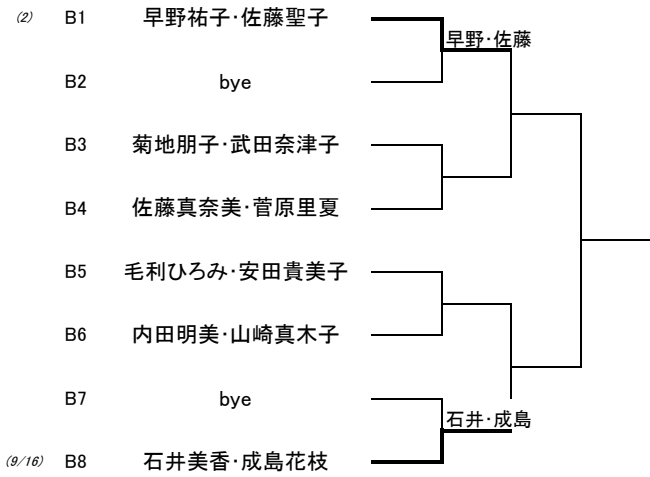 (2) B1 早野祐子・佐藤聖子
早野・佐藤
B2 bye
B3 菊地朋子・武田奈津子
B4 佐藤真奈美・菅原里夏
B5 毛利ひろみ・安田貴美子
B6 内田明美・山崎真木子
B7 bye
石井・成島
(9/16) B8 石井美香・成島花枝